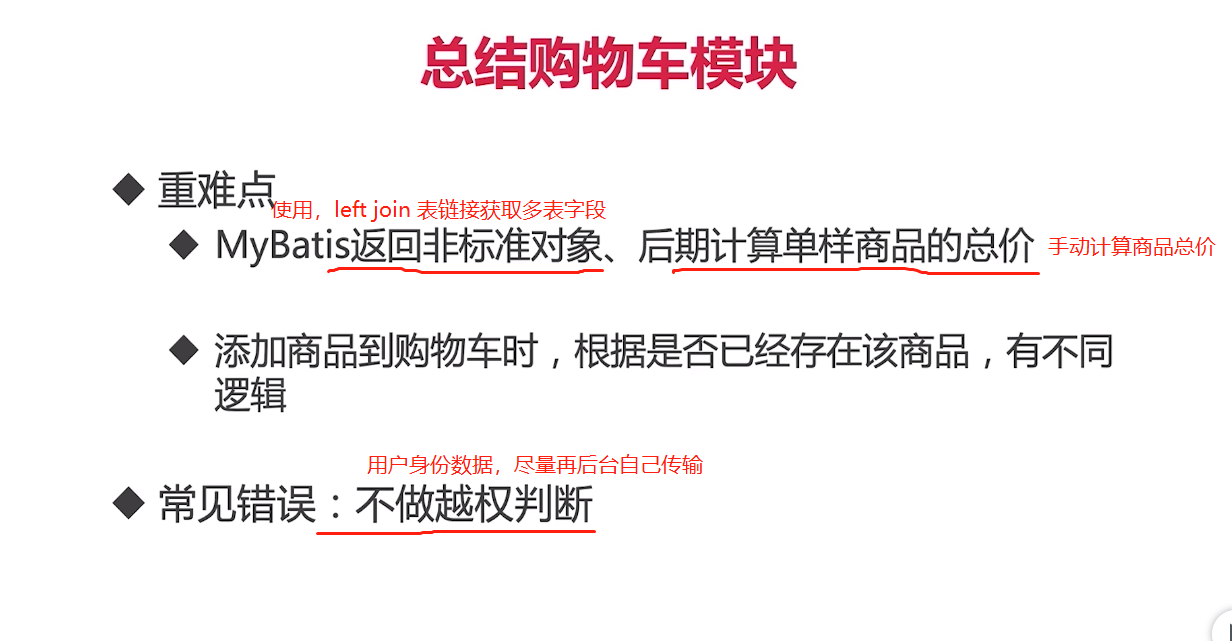 总结购物车模块
重难点
使用，left join 表链接获取多表字段
MyBatis返回非标准对象、后期计算单样商品的总价
手动计算商品总价
添加商品到购物车时，根据是否已经存在该商品，有不同
逻辑
用户身份数据，尽量再后台自己传输
常见错误：不做越权判断